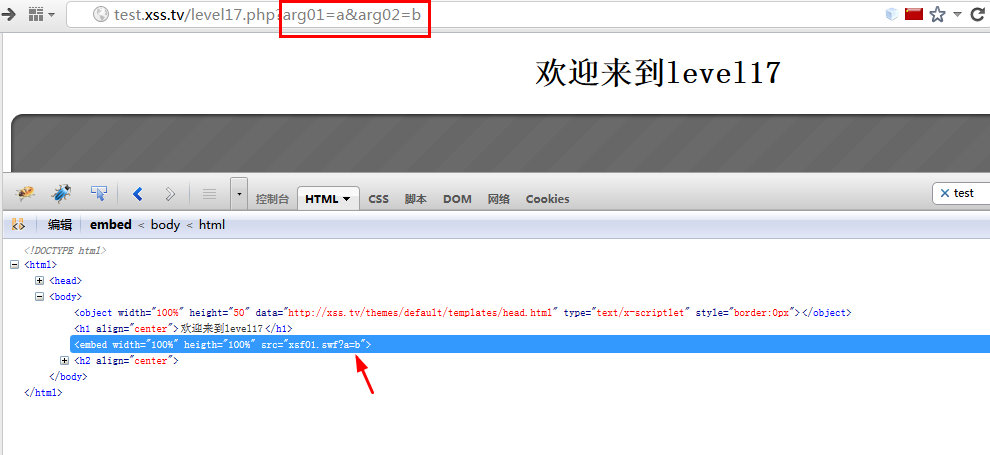 test.xss.tv/level17.php?arg01=a&arg02=b
欢迎来到level17
控制台 HTML CSS 脚本 DOM 网络 Cookies test
编辑 embed < body < html
<!DOCTYPE html>
<html>
<head>
<body>
<object width="100%" height="50" data="http://xss.tv/themes/default/templates/head.html" type="text/x-scriptlet" style="border:0px"></object>
<h1 align="center">欢迎来到level17</h1>
<embed width="100%" heigth="100%" src="xsf01.swf?a=b">
<h2 align="center">
</body>
</html>